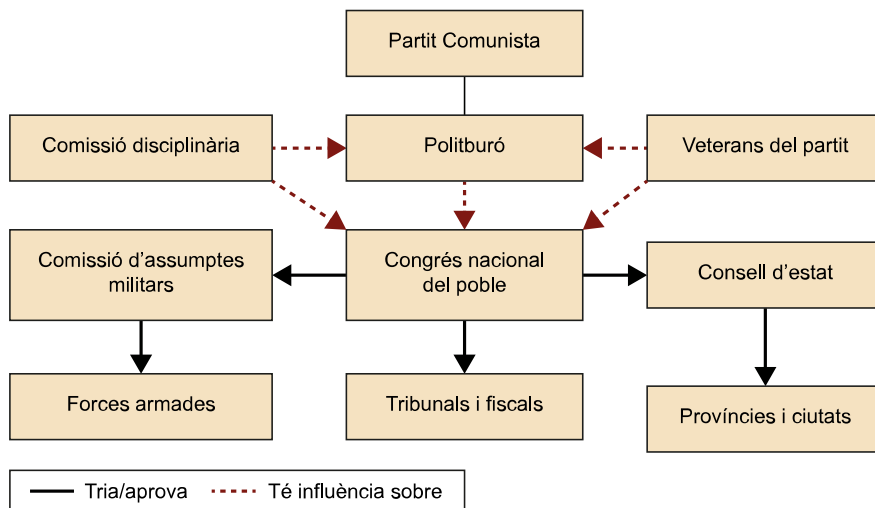 Partit Comunista
Comissió disciplinària
Politburó
Veterans del partit
Comissió d’assumptes
militars
Congrés nacional
del poble
Consell d’estat
Forces armades
Tribunals i fiscals
Províncies i ciutats
Tria/aprova
Té influència sobre